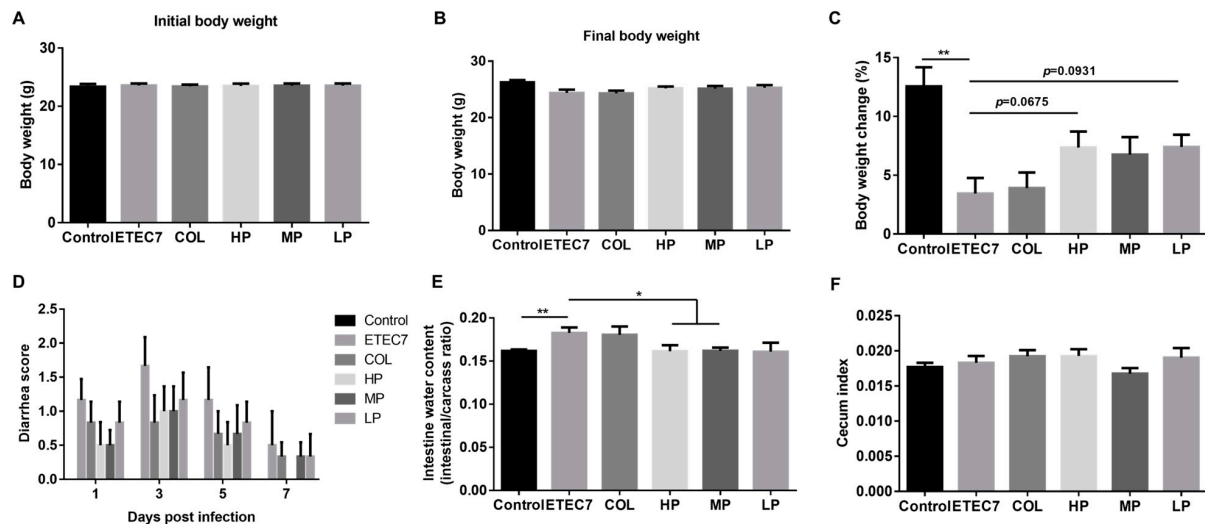 A
Initial body weight
Body weight (g)
30
20
10
0
Control ETEC7 COL HP MP LP
B
Final body weight
Body weight (g)
30
20
10
0
Control ETEC7 COL HP MP LP
C
Body weight change (%)
15
10
5
0
**
p=0.0931
p=0.0675
Control ETEC7 COL HP MP LP
D
Diarrhea score
2.5
2.0
1.5
1.0
0.5
0.0
1 3 5 7
Days post infection
Control
ETEC7
COL
HP
MP
LP
E
Intestine water content
(intestinal/carcass ratio)
0.20
0.15
0.10
0.05
0.00
**
*
Control ETEC7 COL HP MP LP
F
Cecum index
0.025
0.020
0.015
0.010
0.005
0.000
Control ETEC7 COL HP MP LP